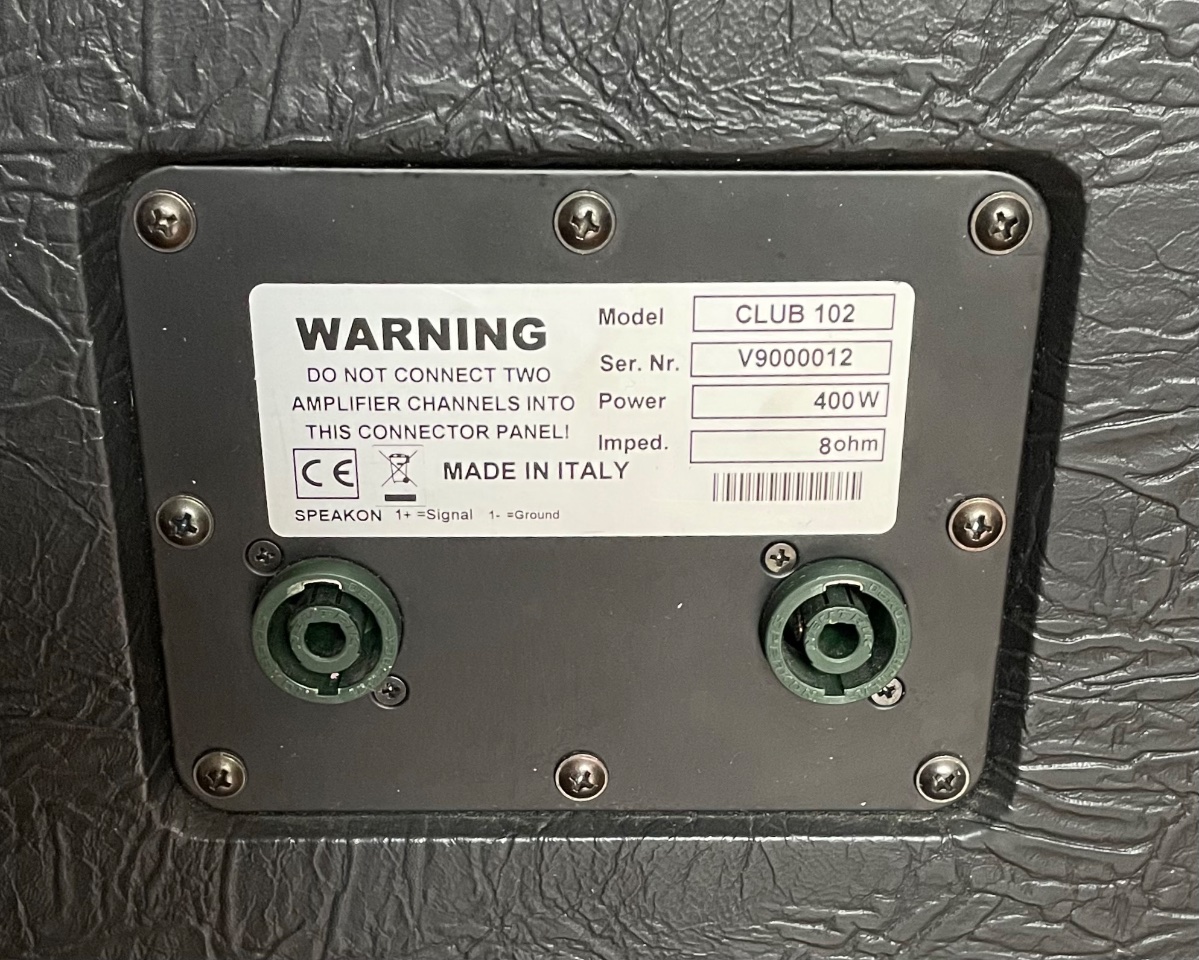 WARNING
DO NOT CONNECT TWO
AMPLIFIER CHANNELS INTO
THIS CONNECTOR PANEL!
CE
MADE IN ITALY
SPEAKON 1+ =Signal 1- =Ground
Model CLUB 102
Ser. Nr. V9000012
Power 400W
Imped. 8ohm